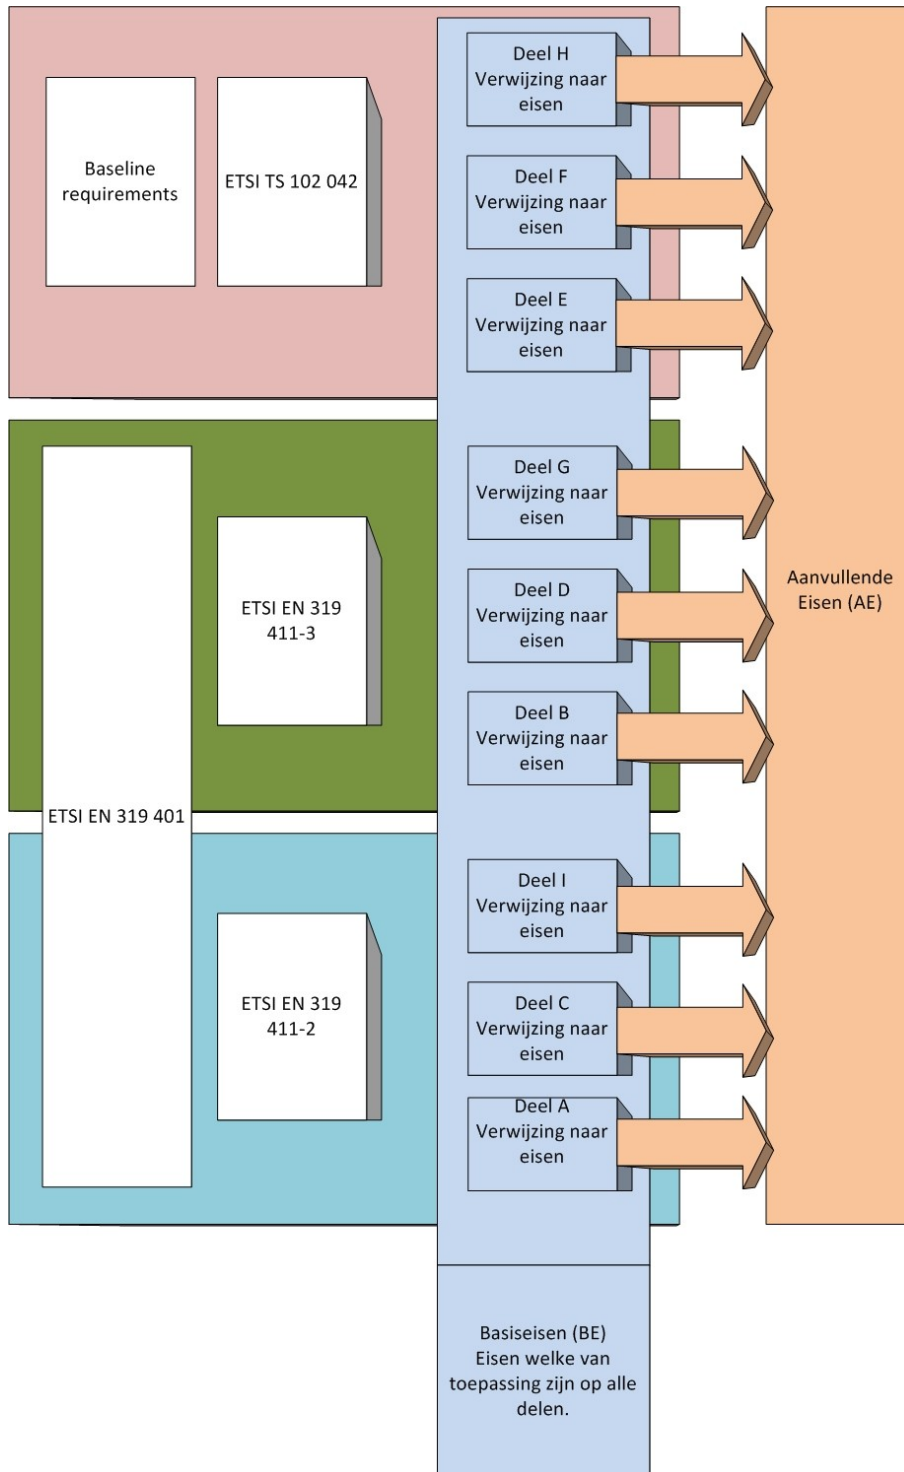 Deel H
Verwijzing naar
eisen
Baseline
requirements
ETSI TS 102 042
Deel F
Verwijzing naar
eisen
Deel E
Verwijzing naar
eisen
Deel G
Verwijzing naar
eisen
ETSI EN 319
411-3
Deel D
Verwijzing naar
eisen
Aanvullende
Eisen (AE)
Deel B
Verwijzing naar
eisen
ETSI EN 319 401
Deel I
Verwijzing naar
eisen
ETSI EN 319
411-2
Deel C
Verwijzing naar
eisen
Deel A
Verwijzing naar
eisen
Basiseisen (BE)
Eisen welke van
toepassing zijn op alle
delen.